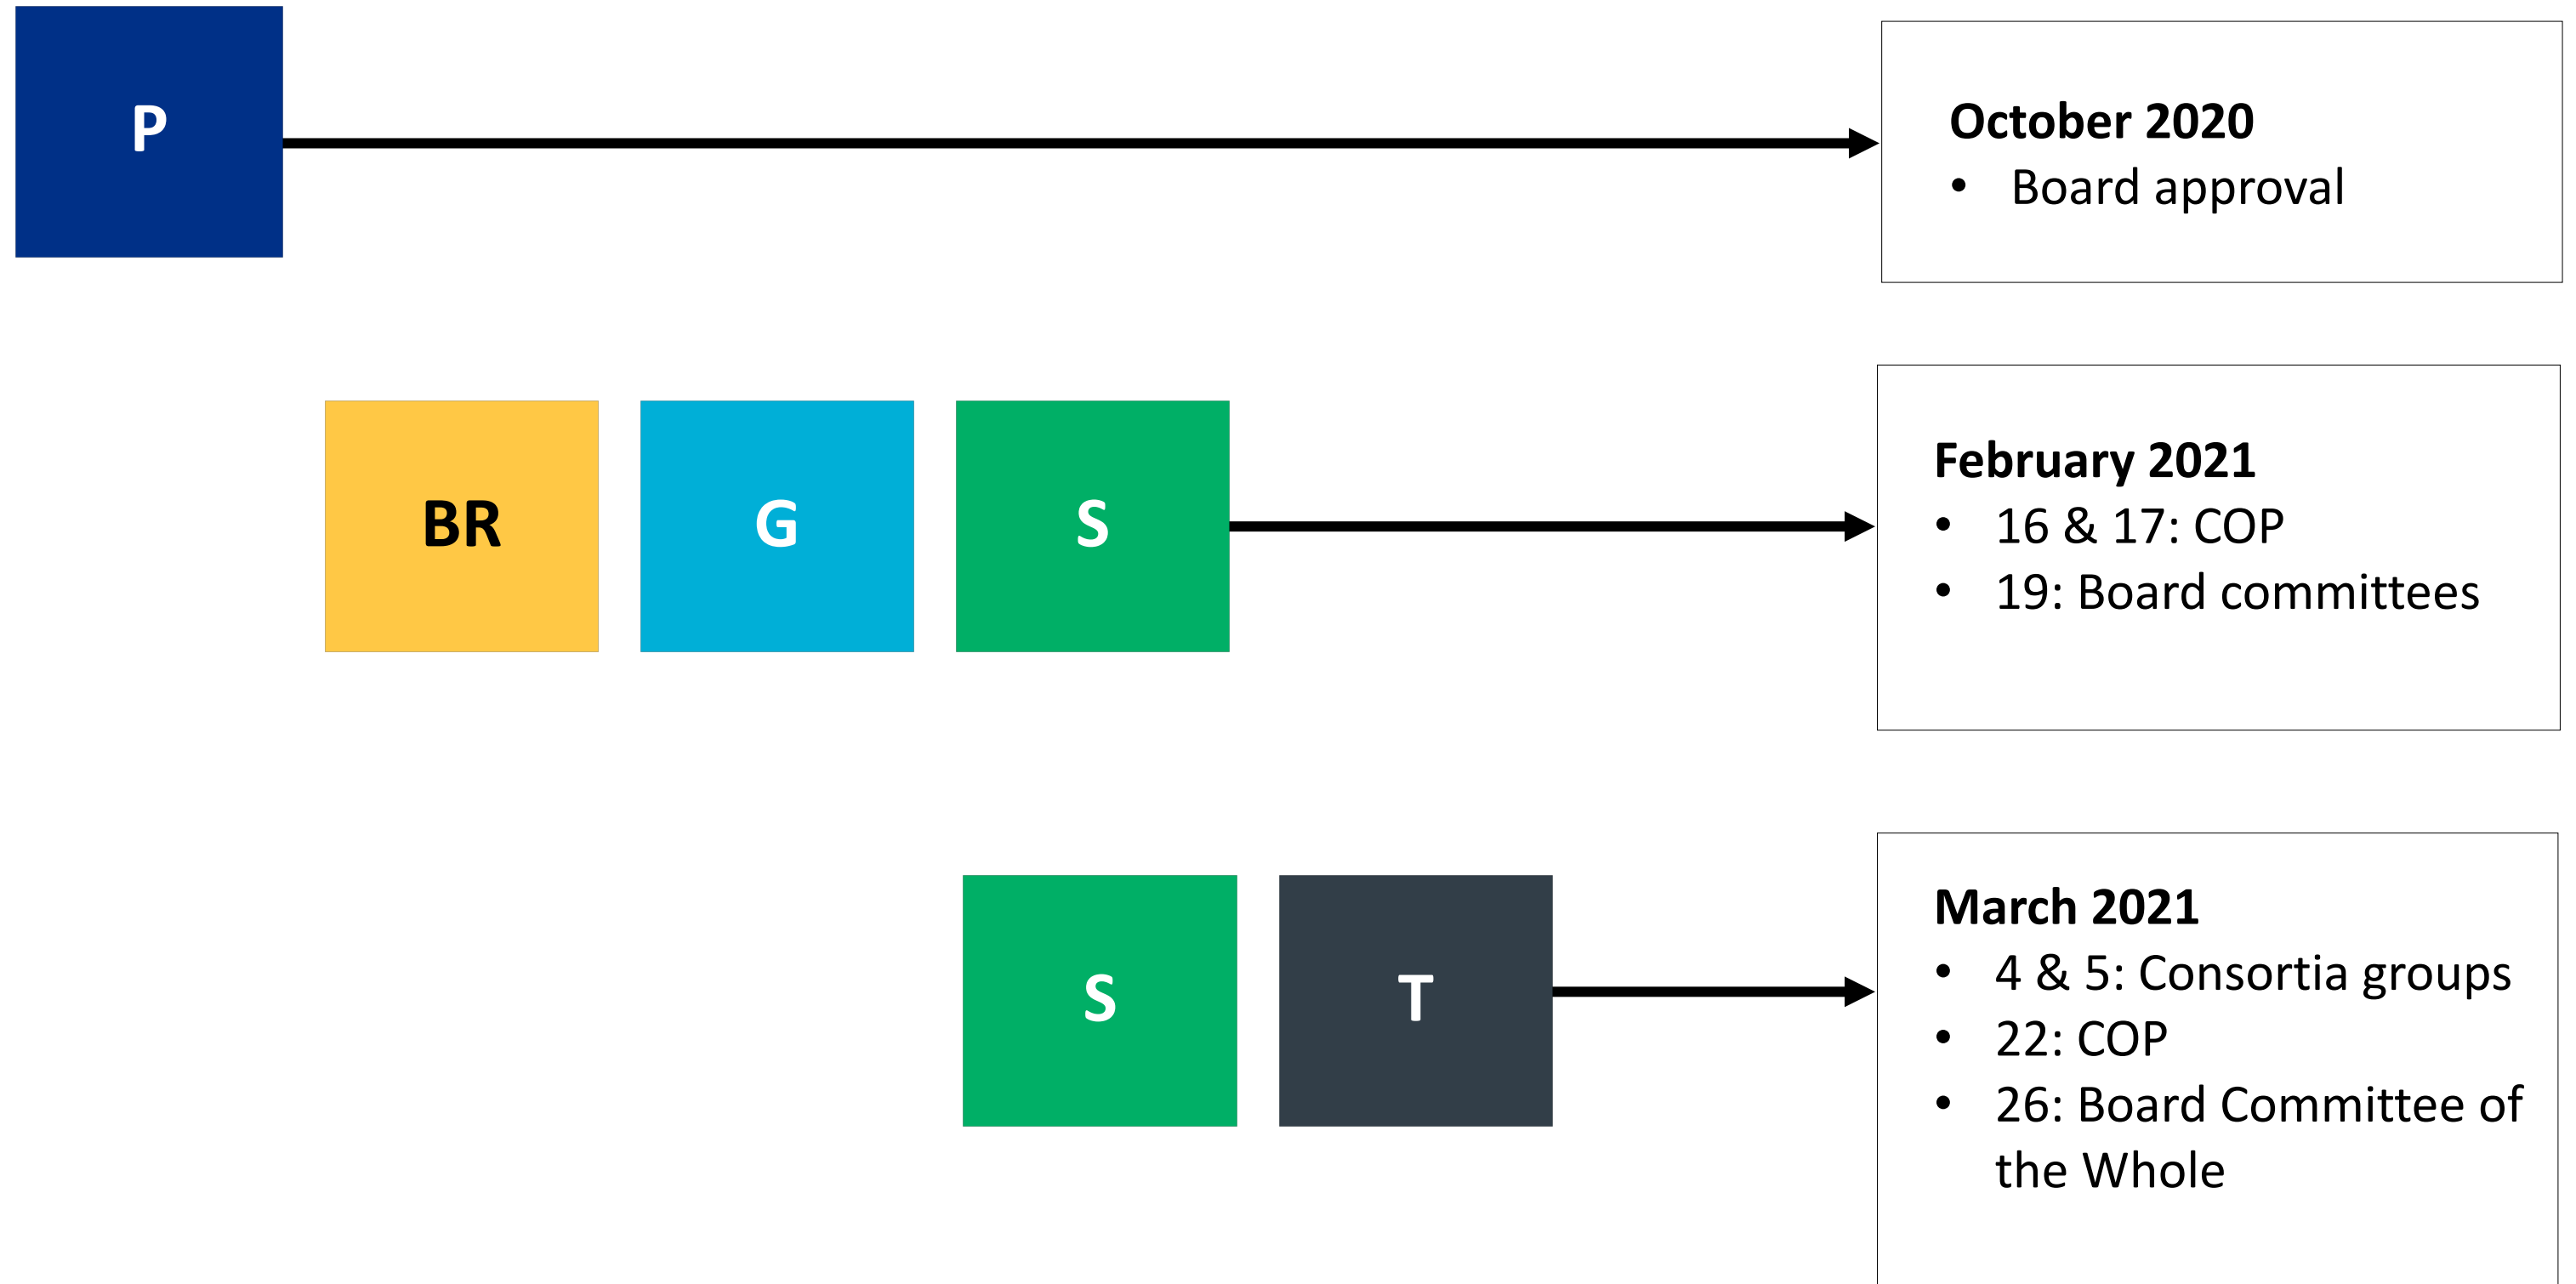 P
October 2020
• Board approval
BR
G
S
February 2021
• 16 & 17: COP
• 19: Board committees
S
T
March 2021
• 4 & 5: Consortia groups
• 22: COP
• 26: Board Committee of
the Whole